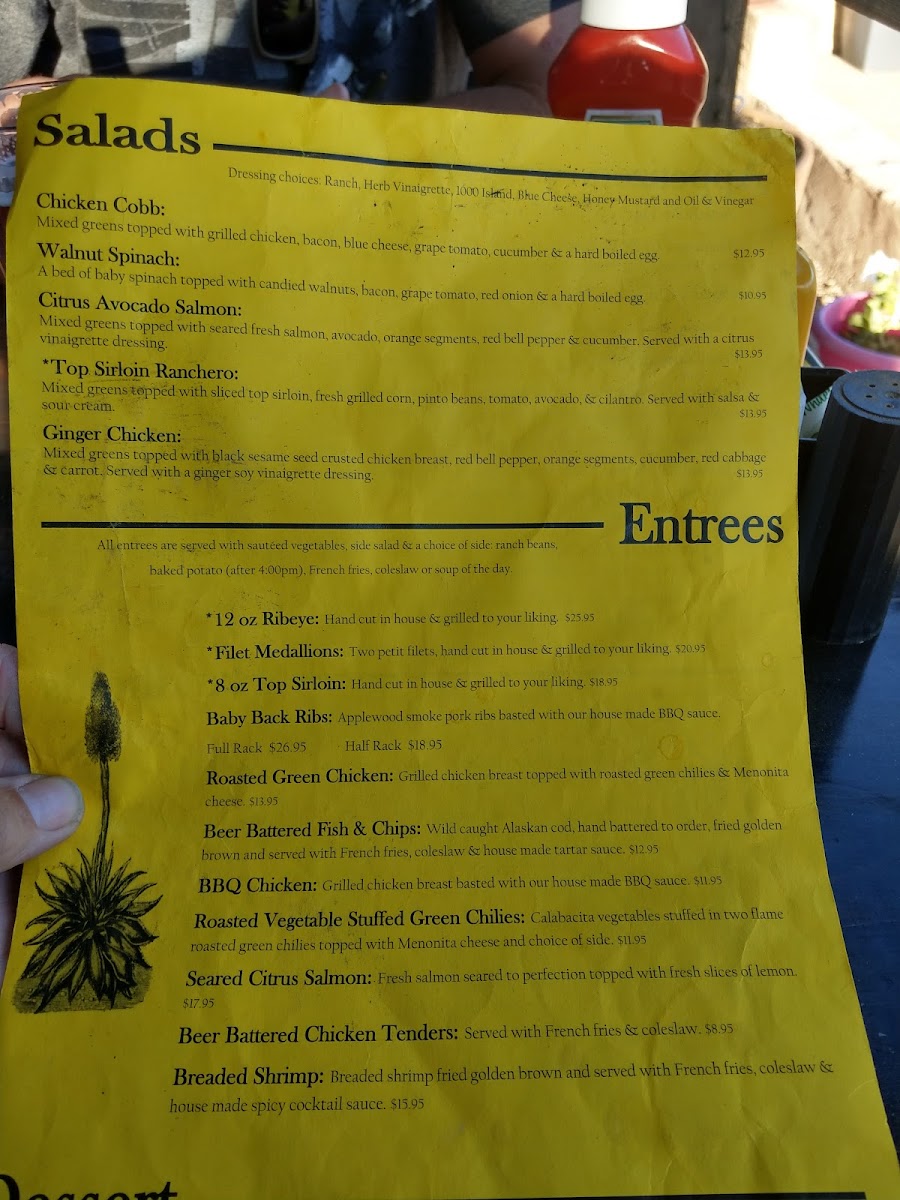 Salads
Dressing choices: Ranch, Herb Vinaigrette, 1000 Island, Blue Cheese, Honey Mustard and Oil & Vinegar
Chicken Cobb:
Mixed greens topped with grilled chicken, bacon, blue cheese, grape tomato, cucumber & a hard boiled egg. $12.95
Walnut Spinach:
A bed of baby spinach topped with candied walnuts, bacon, grape tomato, red onion & a hard boiled egg. $10.95
Citrus Avocado Salmon:
Mixed greens topped with seared fresh salmon, avocado, orange segments, red bell pepper & cucumber. Served with a citrus
vinaigrette dressing. $13.95
*Top Sirloin Ranchero:
Mixed greens topped with sliced top sirloin, fresh grilled corn, pinto beans, tomato, avocado, & cilantro. Served with salsa &
sour cream. $13.95
Ginger Chicken:
Mixed greens topped with black sesame seed crusted chicken breast, red bell pepper, orange segments, cucumber, red cabbage
& carrot. Served with a ginger soy vinaigrette dressing. $13.95
Entrees
All entrees are served with sautéed vegetables, side salad & a choice of side: ranch beans,
baked potato (after 4:00pm), French fries, coleslaw or soup of the day.
*12 oz Ribeye: Hand cut in house & grilled to your liking. $25.95
*Filet Medallions: Two petit filets, hand cut in house & grilled to your liking. $20.95
*8 oz Top Sirloin: Hand cut in house & grilled to your liking. $18.95
Baby Back Ribs: Applewood smoke pork ribs basted with our house made BBQ sauce.
Full Rack $26.95 Half Rack $18.95
Roasted Green Chicken: Grilled chicken breast topped with roasted green chilies & Menonita
cheese. $13.95
Beer Battered Fish & Chips: Wild caught Alaskan cod, hand battered to order, fried golden
brown and served with French fries, coleslaw & house made tartar sauce. $12.95
BBQ Chicken: Grilled chicken breast basted with our house made BBQ sauce. $11.95
Roasted Vegetable Stuffed Green Chilies: Calabacita vegetables stuffed in two flame
roasted green chilies topped with Menonita cheese and choice of side. $11.95
Seared Citrus Salmon: Fresh salmon seared to perfection topped with fresh slices of lemon.
$17.95
Beer Battered Chicken Tenders: Served with French fries & coleslaw. $8.95
Breaded Shrimp: Breaded shrimp fried golden brown and served with French fries, coleslaw &
house made spicy cocktail sauce. $15.95
Dessert